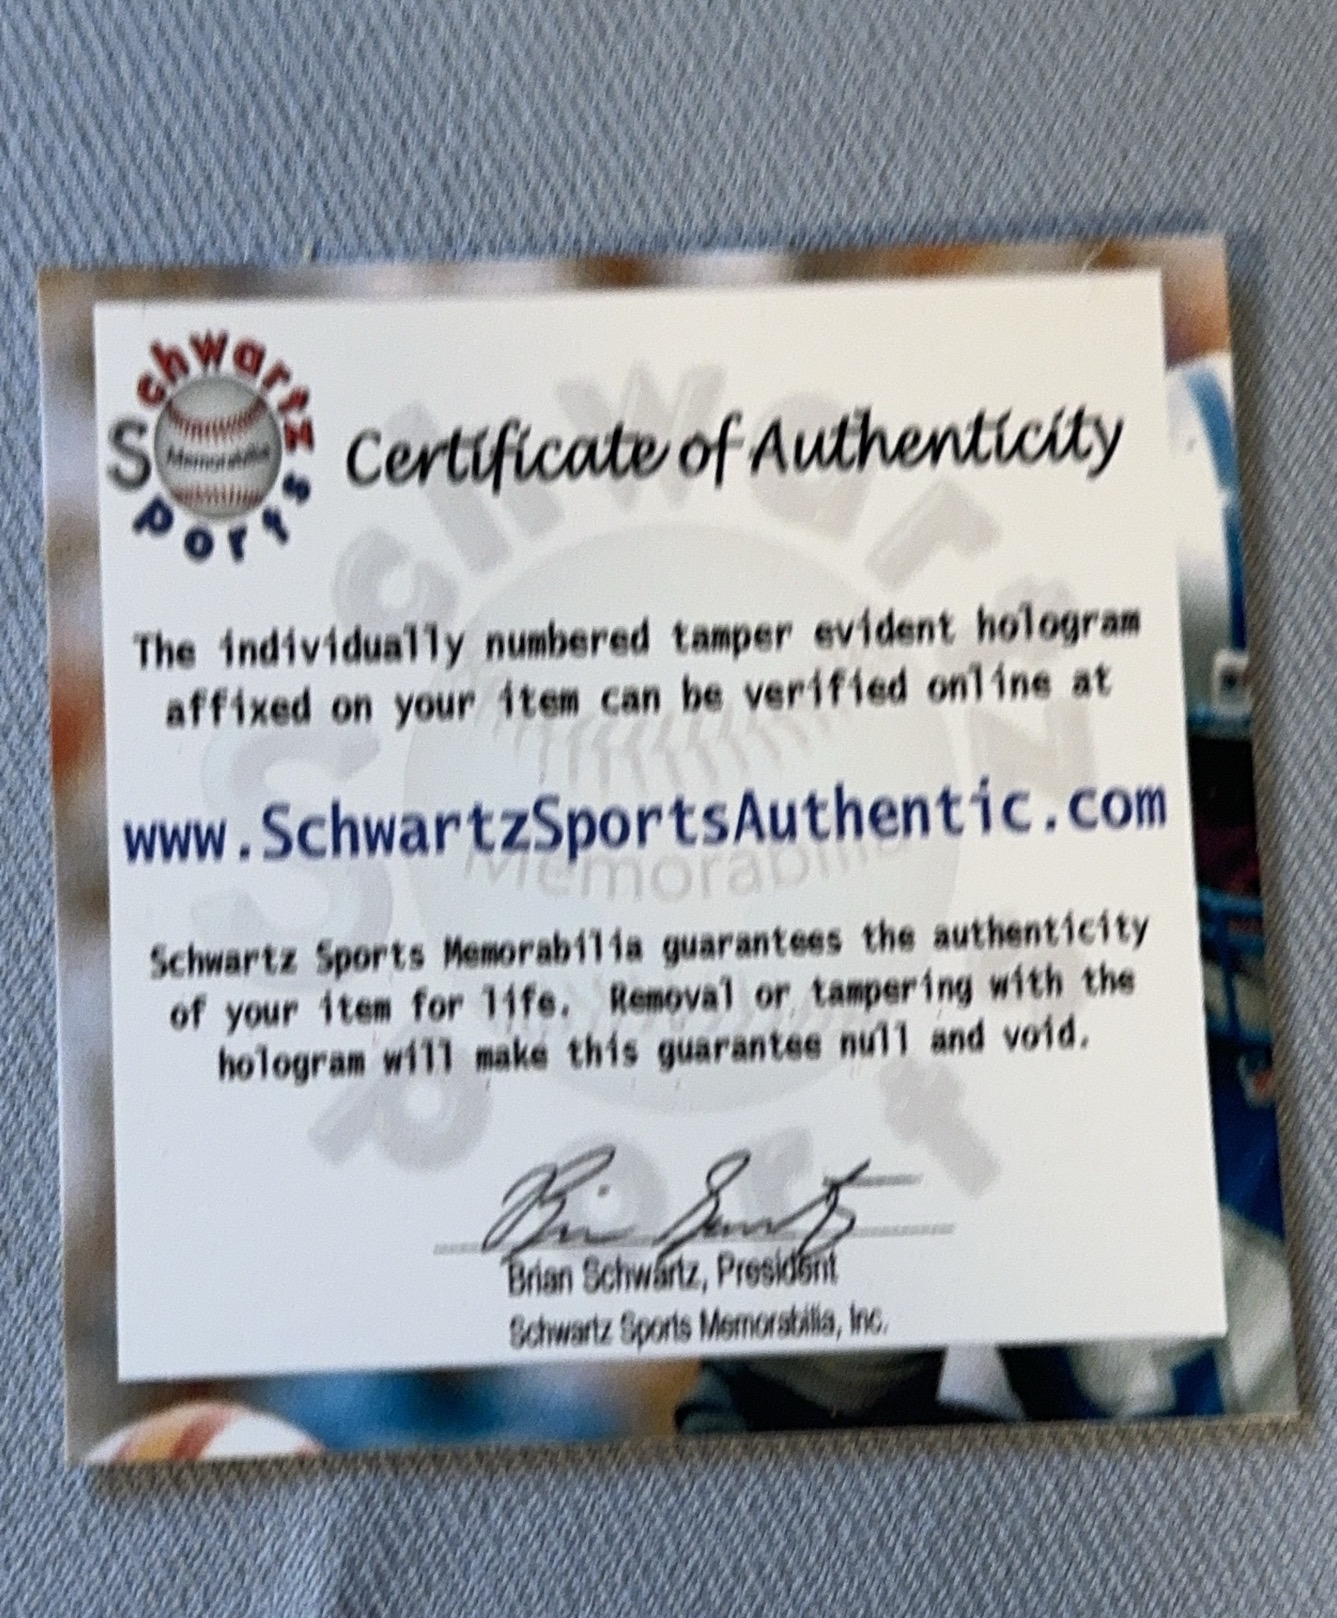 Schwartz
Sports
Memorabilia
Certificate of Authenticity
The individually numbered tamper evident hologram
affixed on your item can be verified online at
www.SchwartzSportsAuthentic.com
Schwartz Sports Memorabilia guarantees the authenticity
of your item for life. Removal or tampering with the
hologram will make this guarantee null and void.
Brian Schwartz
Brian Schwartz, President
Schwartz Sports Memorabilia, Inc.